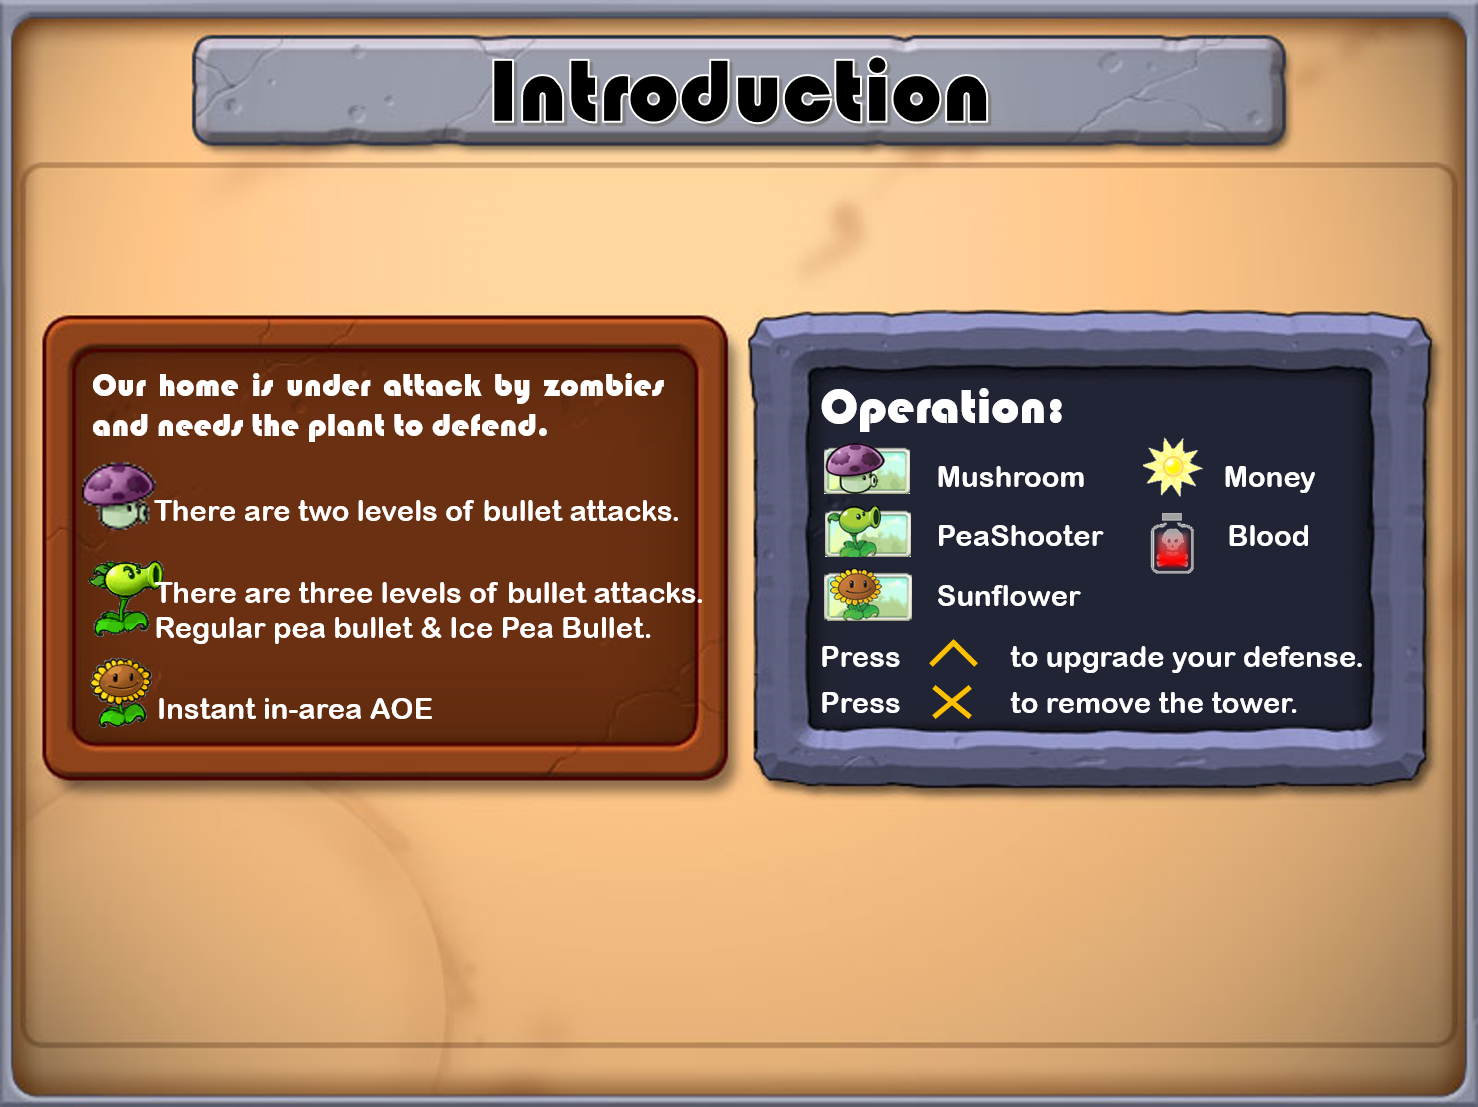 Introduction
Our home is under attack by zombies
and needs the plant to defend.
There are two levels of bullet attacks.
There are three levels of bullet attacks.
Regular pea bullet & Ice Pea Bullet.
Instant in-area AOE
Operation:
Mushroom Money
PeaShooter Blood
Sunflower
Press to upgrade your defense.
Press to remove the tower.